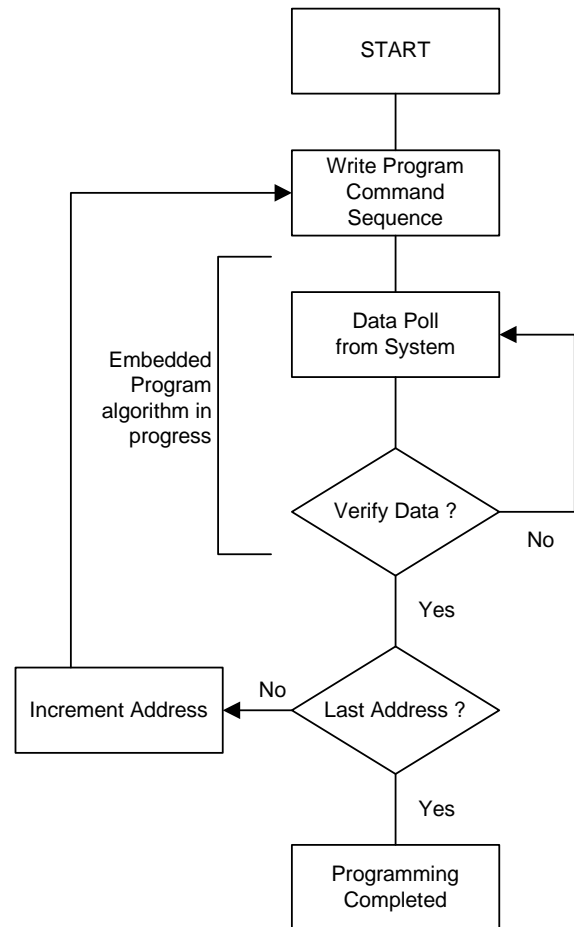 START
Write Program
Command
Sequence
Data Poll
from System
Embedded
Program
algorithm in
progress
Verify Data ?
No
Yes
Increment Address
No
Last Address ?
Yes
Programming
Completed